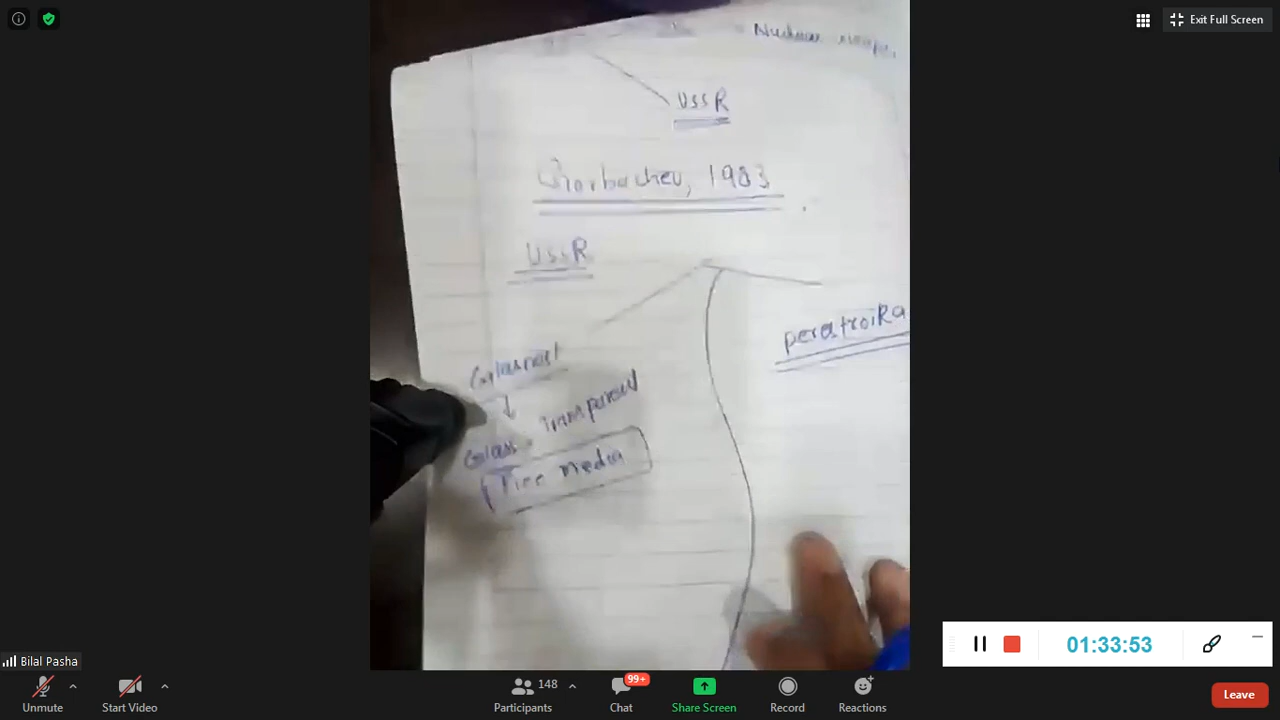 Exit Full Screen
USSR
Gorbachev, 1983
USSR
perestroika
Glasnost
Glass - transparent
Free Media
01:33:53
Bilal Pasha
Unmute
Start Video
148
Participants
99+
Chat
Share Screen
Record
Reactions
Leave